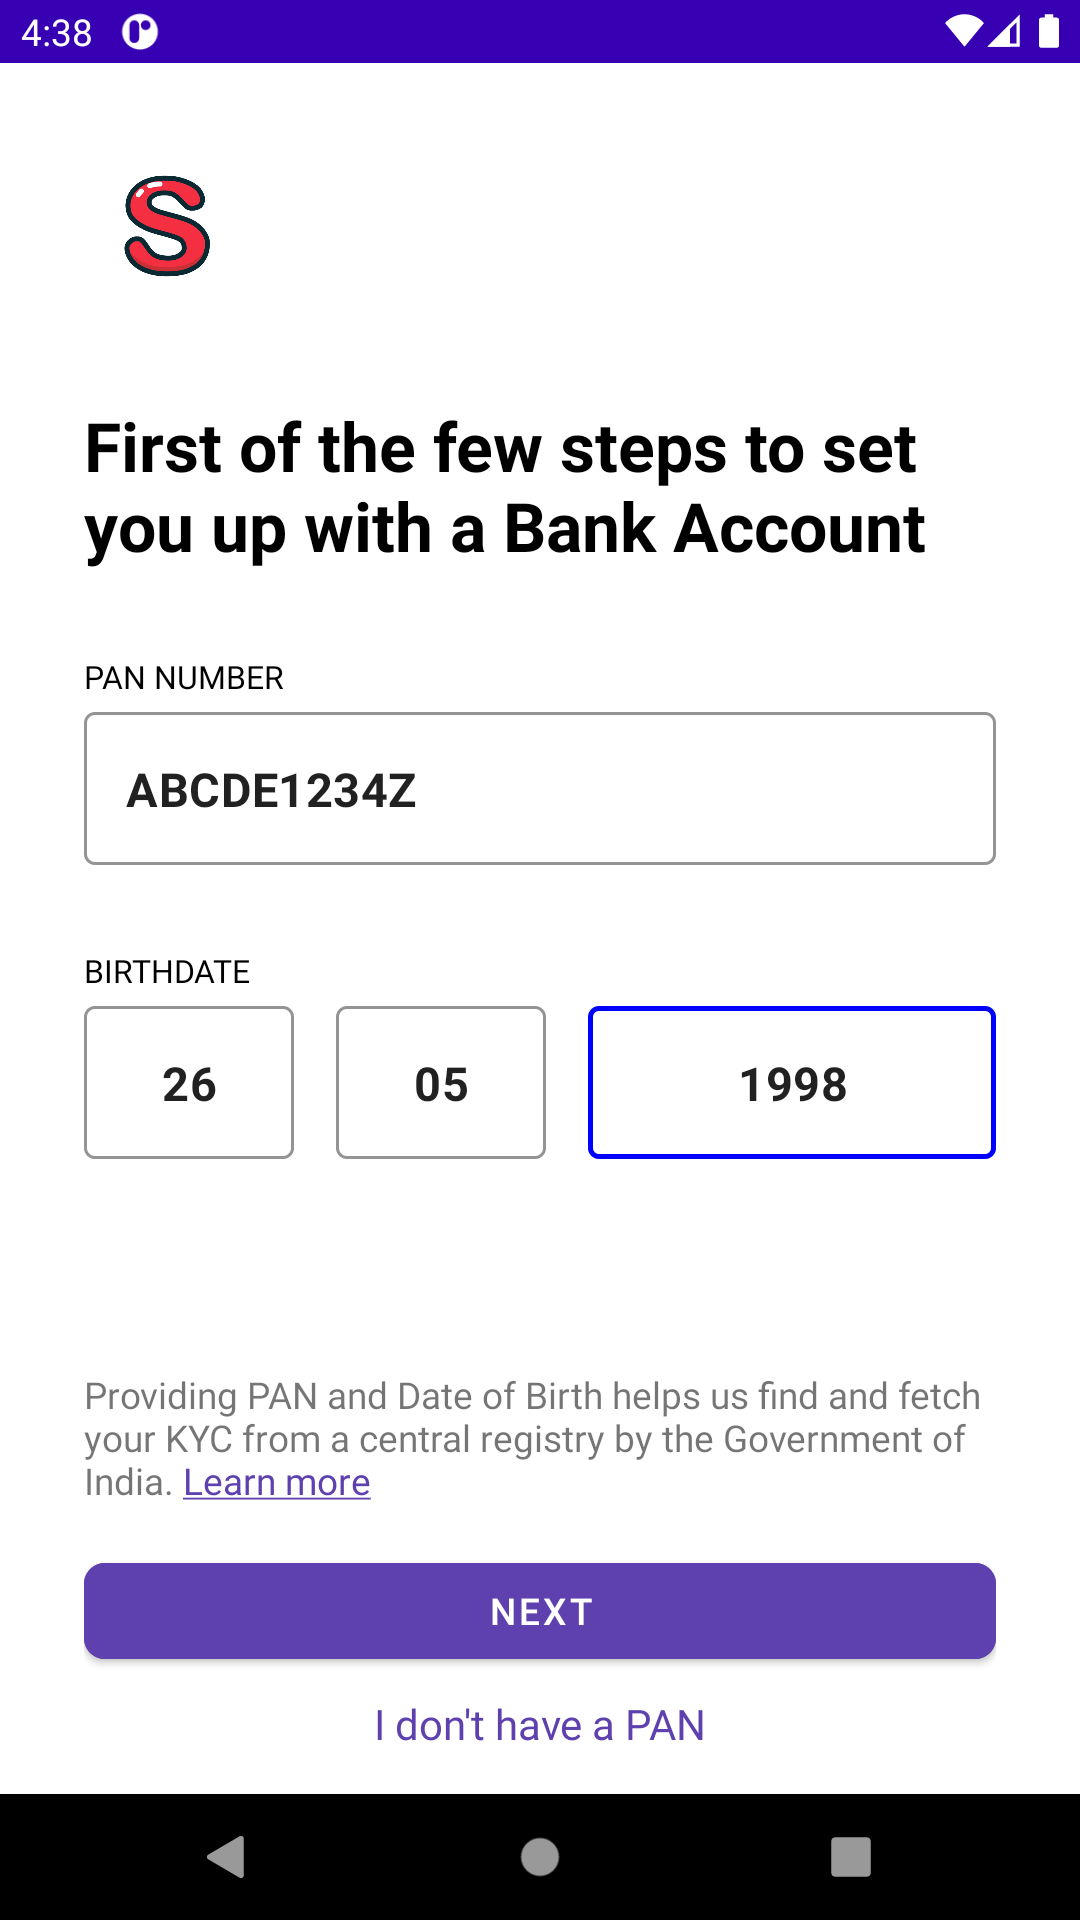 4:38
S
First of the few steps to set
you up with a Bank Account
PAN NUMBER
ABCDE1234Z
BIRTHDATE
26 05 1998
Providing PAN and Date of Birth helps us find and fetch
your KYC from a central registry by the Government of
India. Learn more
NEXT
I don't have a PAN